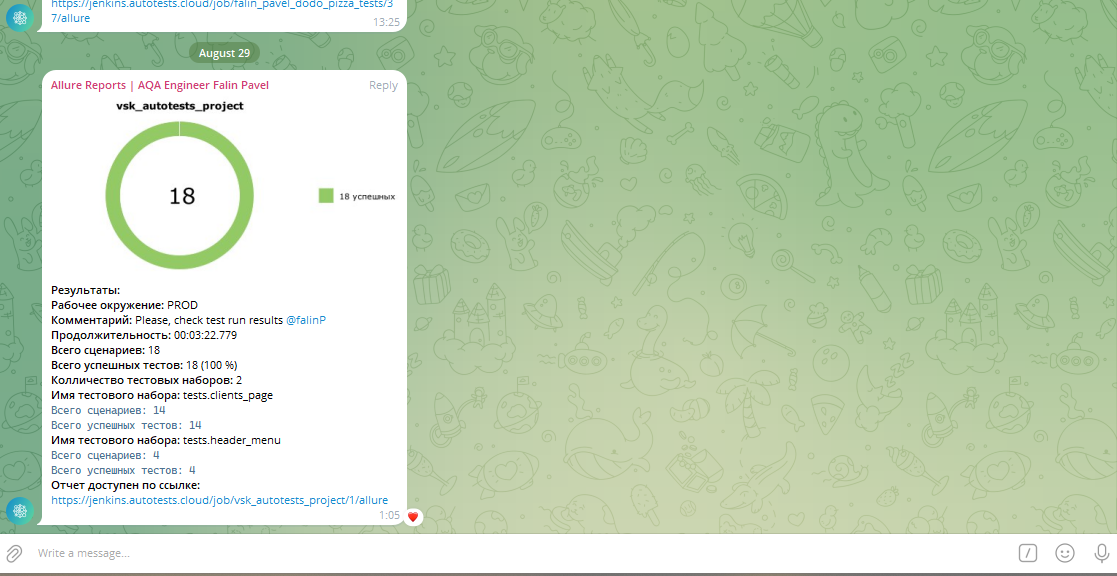 https://jenkins.autotests.cloud/job/falin_pavel_dodo_pizza_tests/3
7/allure
13:25
August 29
Allure Reports | AQA Engineer Falin Pavel
Reply
vsk_autotests_project
18
18 успешных
Результаты:
Рабочее окружение: PROD
Комментарий: Please, check test run results @falinP
Продолжительность: 00:03:22.779
Всего сценариев: 18
Всего успешных тестов: 18 (100 %)
Колличество тестовых наборов: 2
Имя тестового набора: tests.clients_page
Всего сценариев: 14
Всего успешных тестов: 14
Имя тестового набора: tests.header_menu
Всего сценариев: 4
Всего успешных тестов: 4
Отчет доступен по ссылке:
https://jenkins.autotests.cloud/job/vsk_autotests_project/1/allure
1:05
Write a message...